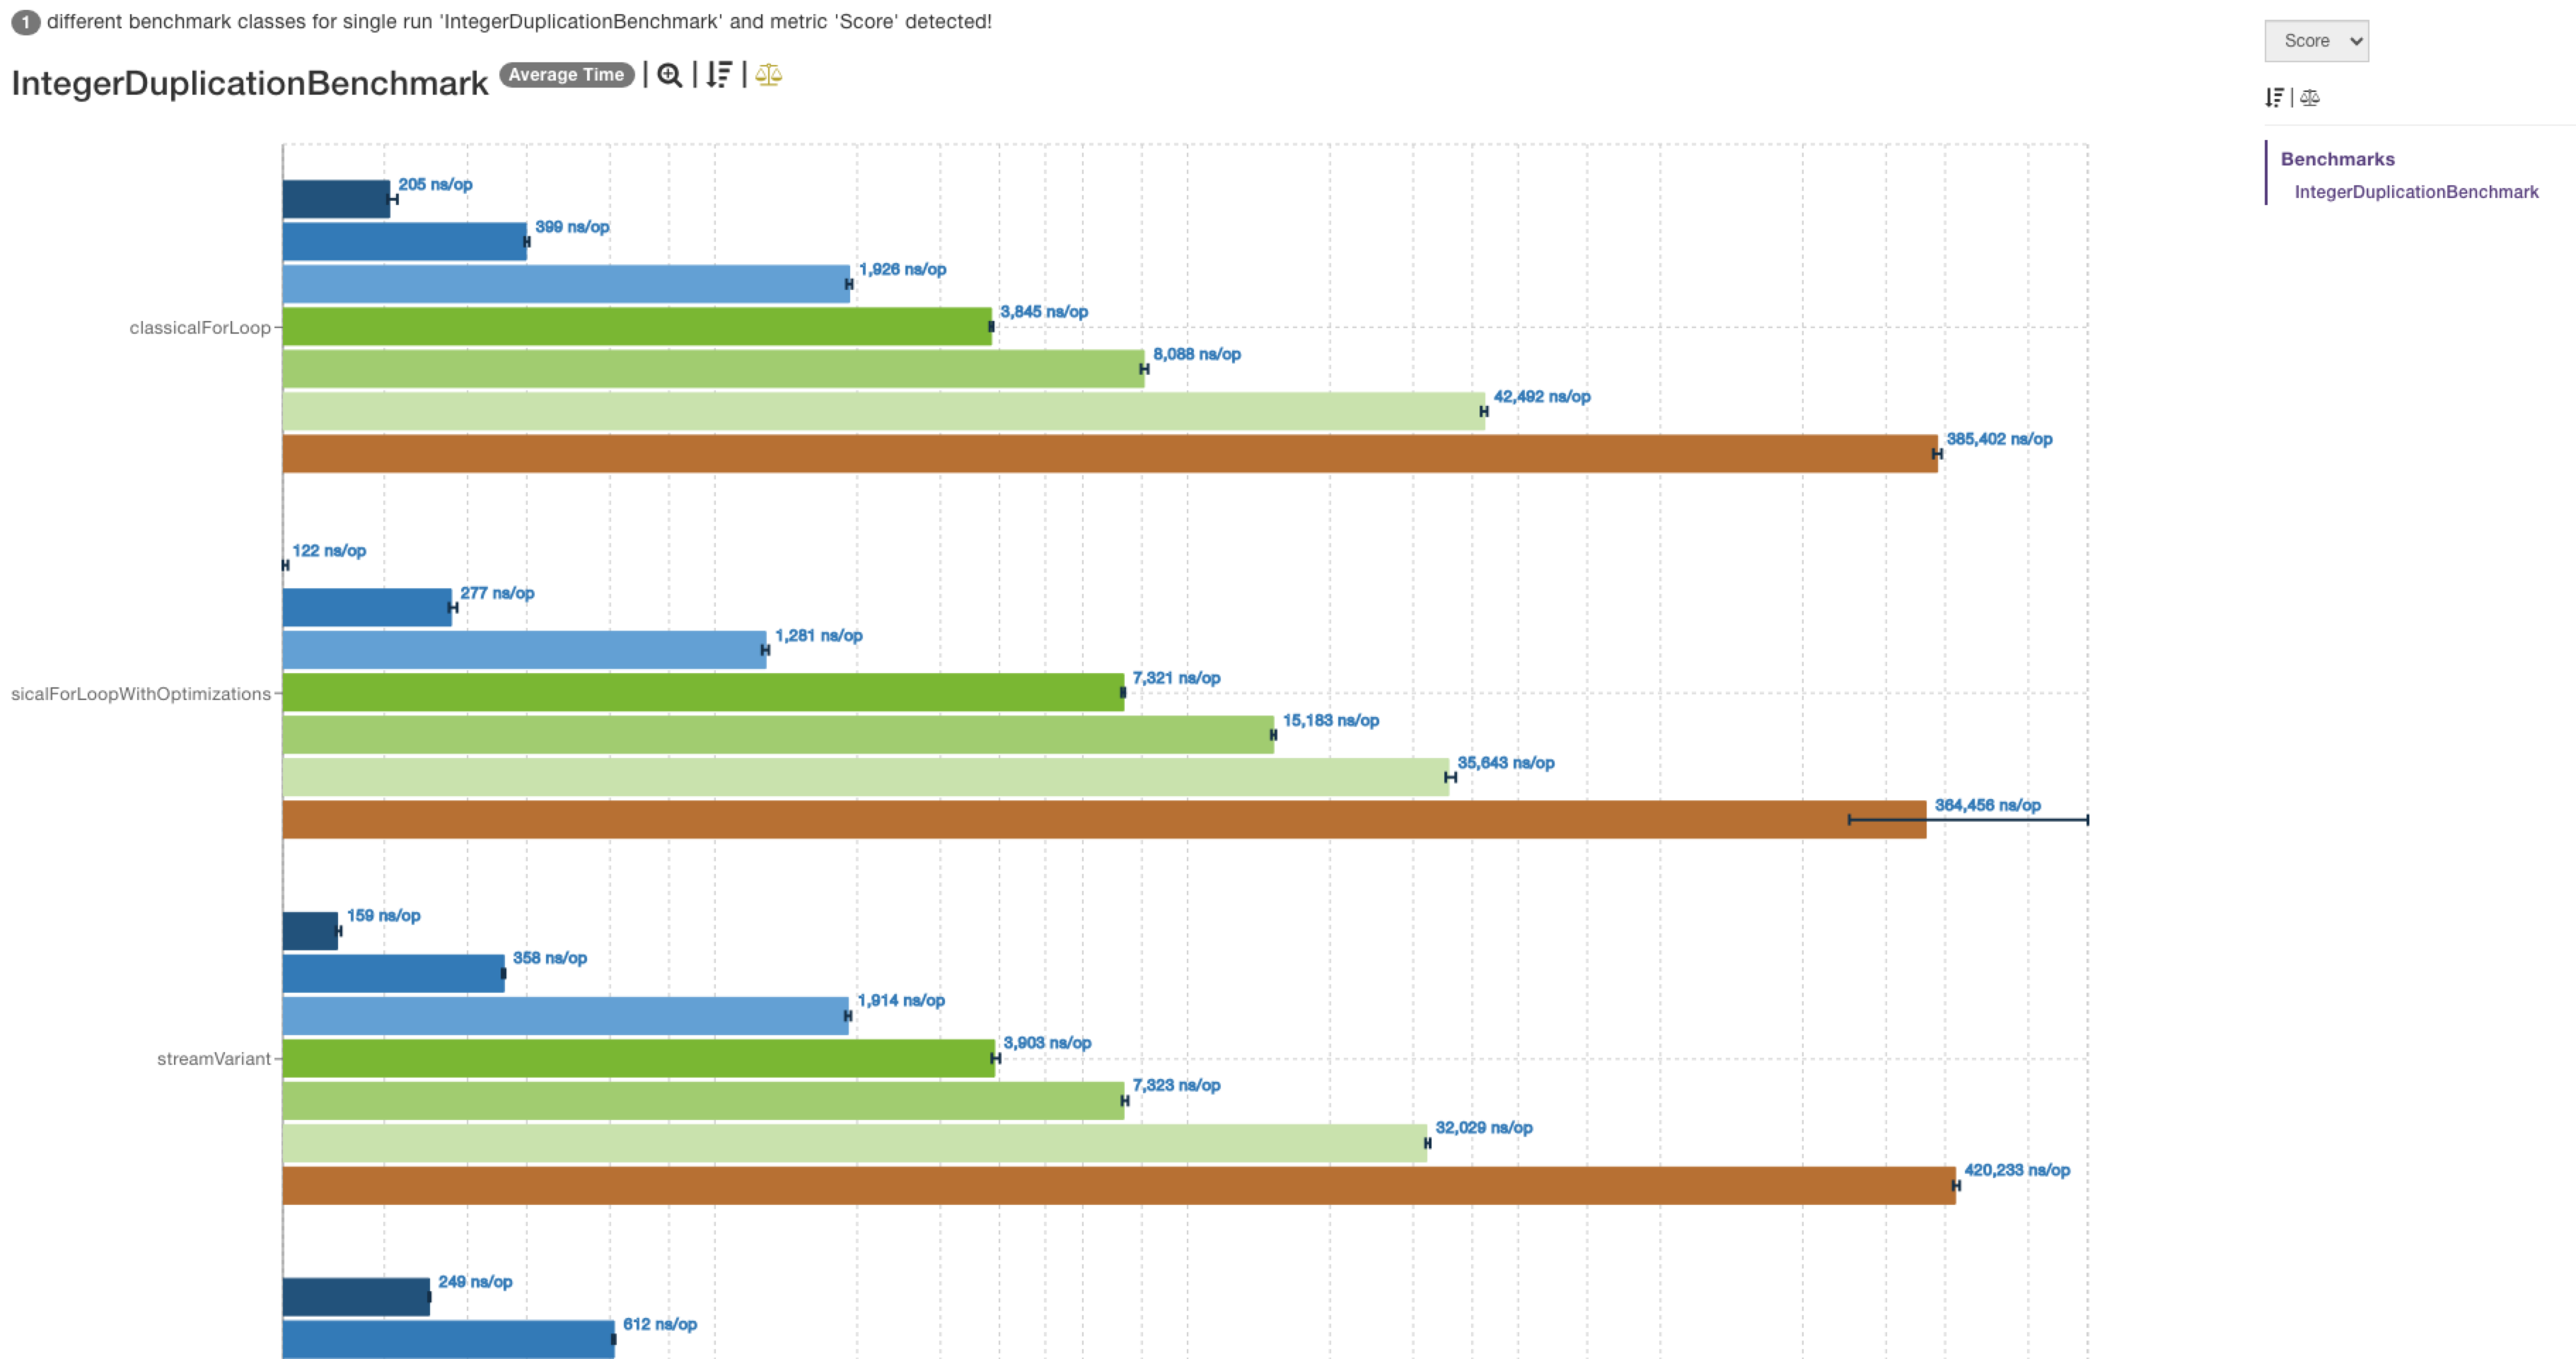 1 different benchmark classes for single run 'IntegerDuplicationBenchmark' and metric 'Score' detected!
Score
IntegerDuplicationBenchmark Average Time
Benchmarks
IntegerDuplicationBenchmark
205 ns/op
399 ns/op
1,926 ns/op
3,845 ns/op
classicalForLoop
8,088 ns/op
42,492 ns/op
385,402 ns/op
122 ns/op
277 ns/op
1,281 ns/op
7,321 ns/op
sicalForLoopWithOptimizations
15,183 ns/op
35,643 ns/op
364,456 ns/op
159 ns/op
358 ns/op
1,914 ns/op
3,903 ns/op
streamVariant
7,323 ns/op
32,029 ns/op
420,233 ns/op
249 ns/op
612 ns/op